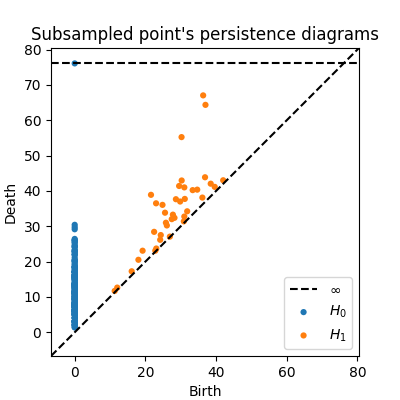 Subsampled point's persistence diagrams
80
70
60
50
40
30
20
10
0
Death
∞
H₀
H₁
0 20 40 60 80
Birth